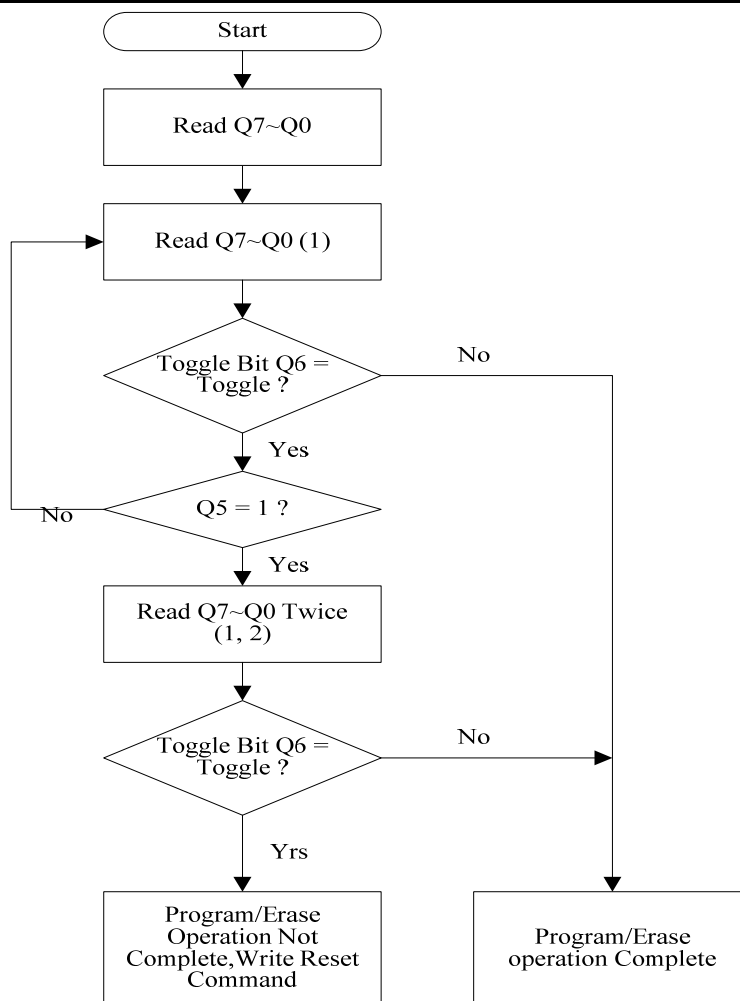 Start
Read Q7~Q0
Read Q7~Q0 (1)
Toggle Bit Q6 =
Toggle ?
No
Yes
Q5 = 1 ?
No
Yes
Read Q7~Q0 Twice
(1, 2)
Toggle Bit Q6 =
Toggle ?
No
Yrs
Program/Erase
Operation Not
Complete,Write Reset
Command
Program/Erase
operation Complete